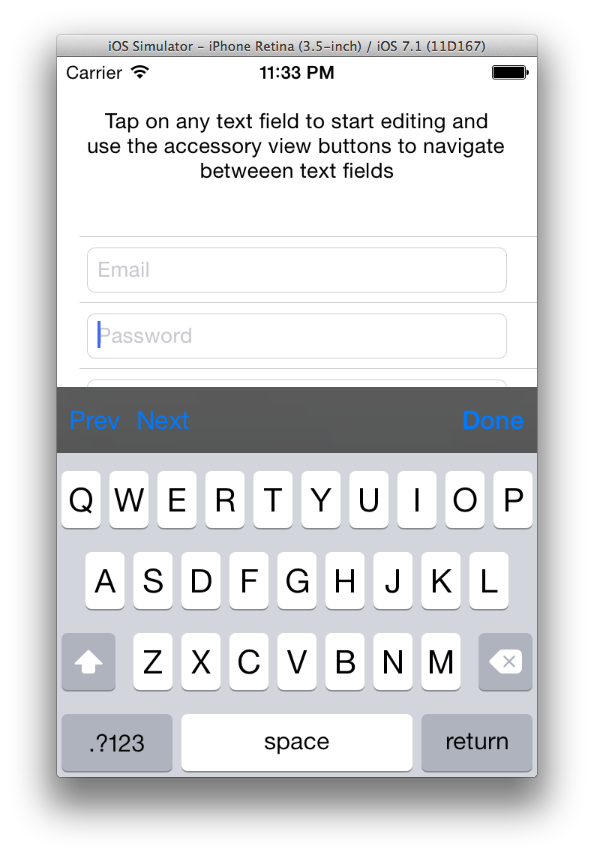 iOS Simulator – iPhone Retina (3.5-inch) / iOS 7.1 (11D167)
Carrier 11:33 PM
Tap on any text field to start editing and
use the accessory view buttons to navigate
betweeen text fields
Email
Password
Prev Next Done
Q W E R T Y U I O P
A S D F G H J K L
Z X C V B N M
.?123 space return